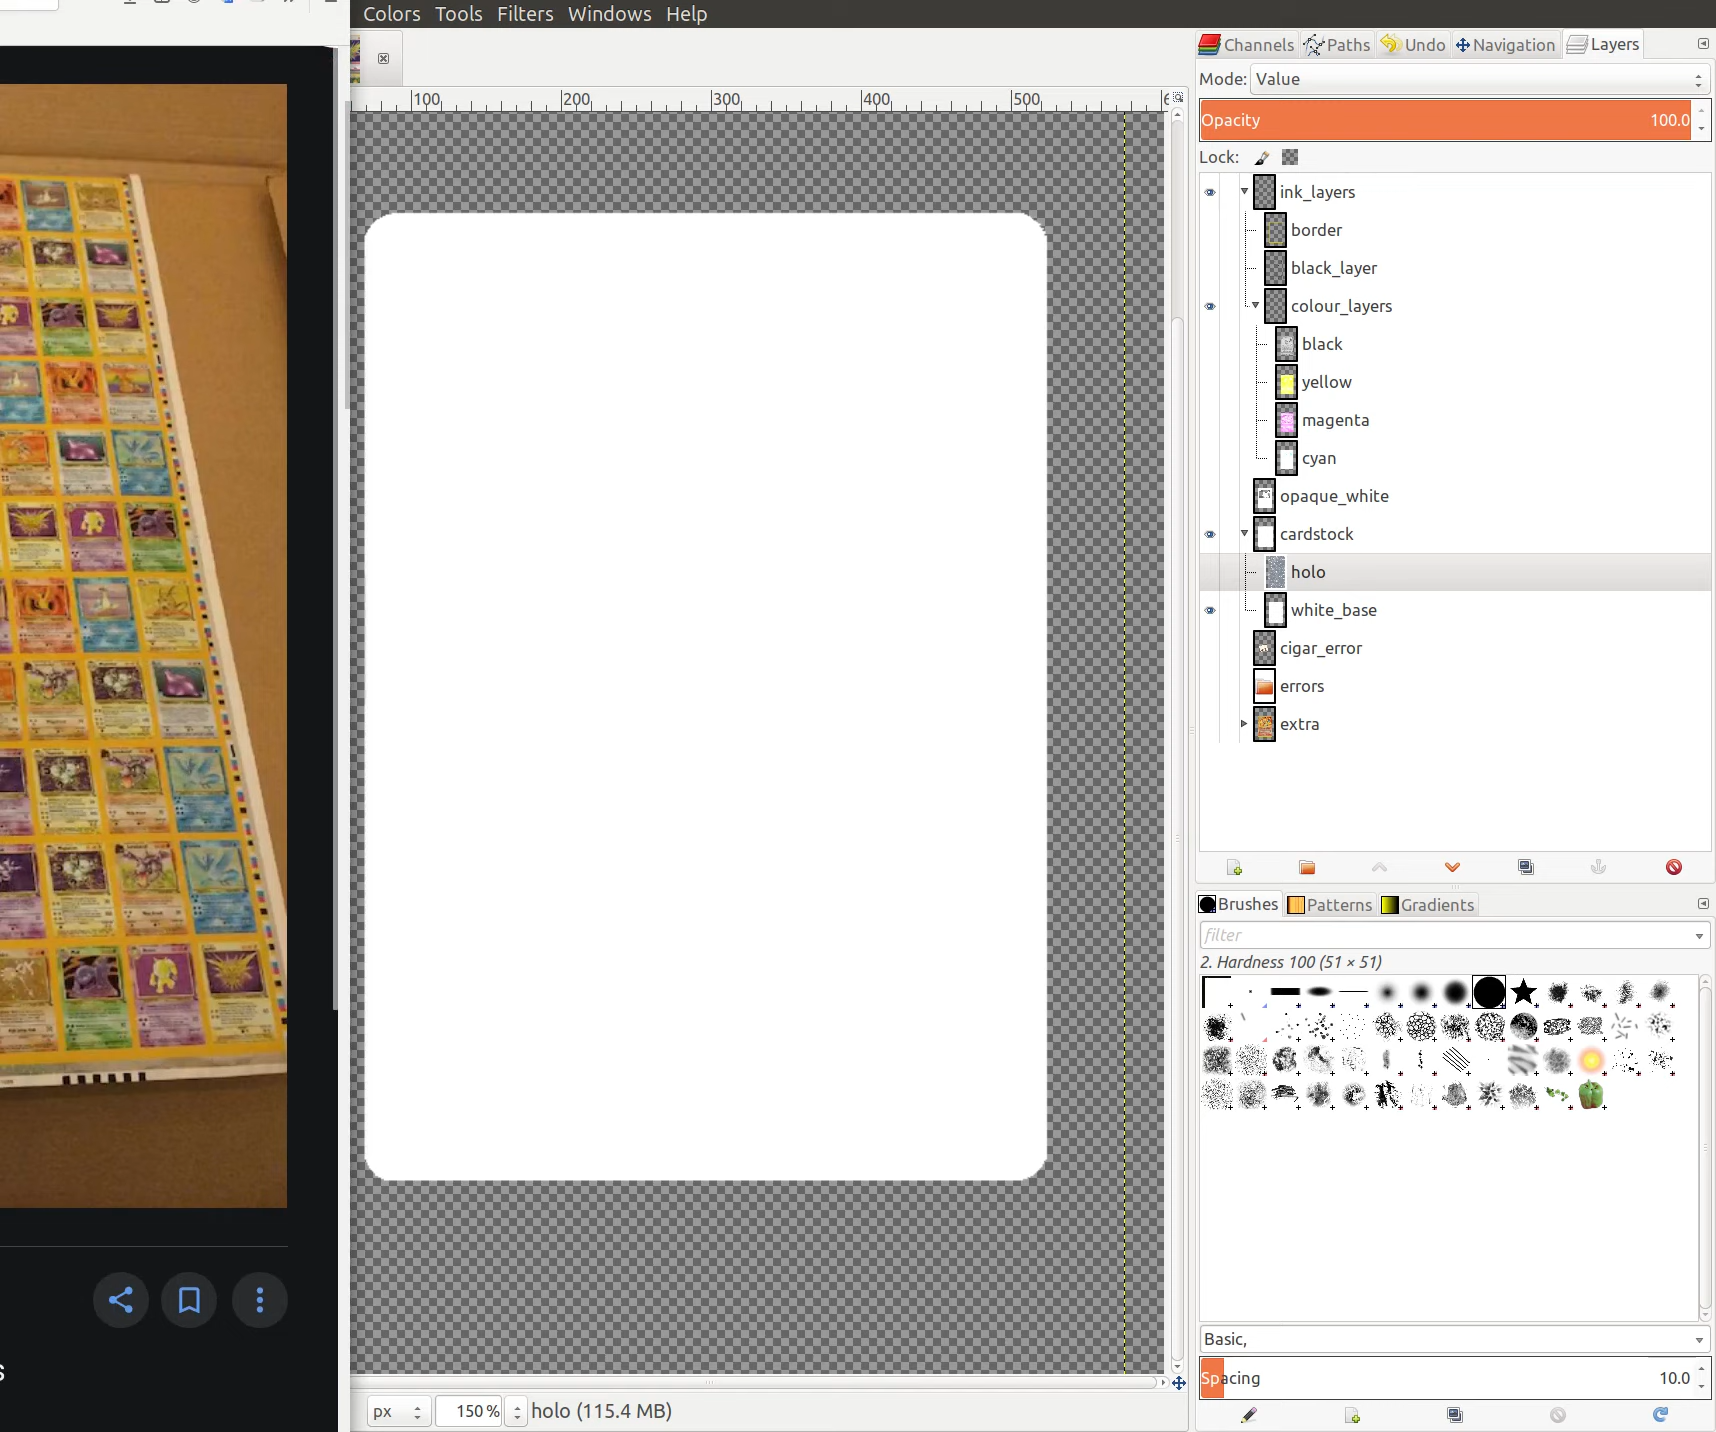 Colors Tools Filters Windows Help
Channels Paths Undo Navigation Layers
Mode: Value
Opacity 100.0
Lock:
100 200 300 400 500
ink_layers
border
black_layer
colour_layers
black
yellow
magenta
cyan
opaque_white
cardstock
holo
white_base
cigar_error
errors
extra
Brushes Patterns Gradients
filter
2. Hardness 100 (51 × 51)
Basic,
Spacing 10.0
px 150 % holo (115.4 MB)